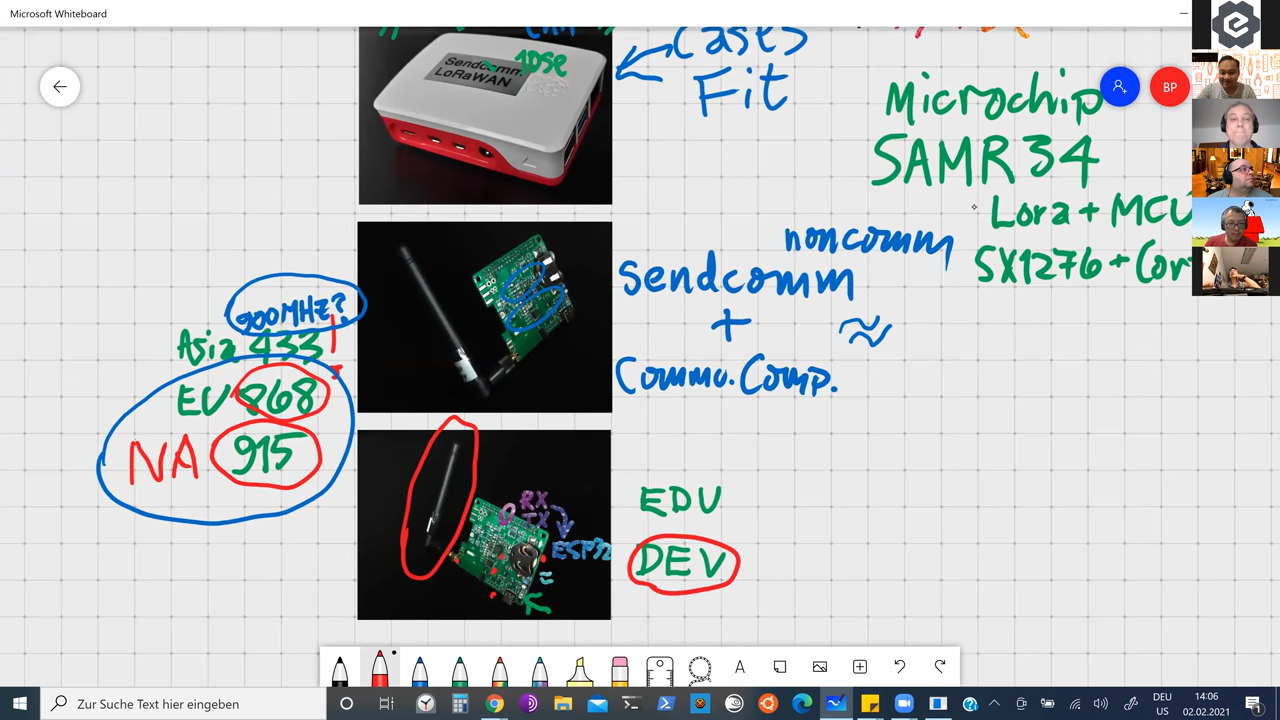 Microsoft Whiteboard
Cases
Fit
Sendcomm
LoRaWAN
Microchip
SAMR34
Lora + MCU
SX1276 + Cor
BP
noncomm
Sendcomm
+
≈
Commu. Comp.
900MHZ?
Asia 433
EU 868
NA 915
RX
TX
ESP32
EDU
DEV
A
Zur Suche Text hier eingeben
DEU
US
14:06
02.02.2021